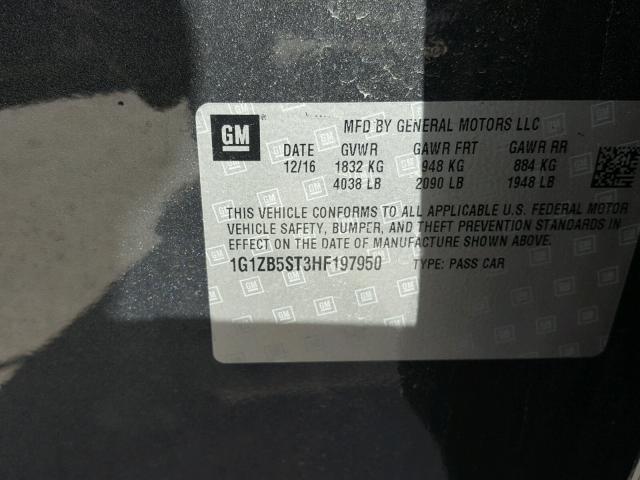 GM
MFD BY GENERAL MOTORS LLC
DATE GVWR GAWR FRT GAWR RR
12/16 1832 KG 948 KG 884 KG
4038 LB 2090 LB 1948 LB
THIS VEHICLE CONFORMS TO ALL APPLICABLE U.S. FEDERAL MOTOR
VEHICLE SAFETY, BUMPER, AND THEFT PREVENTION STANDARDS IN
EFFECT ON THE DATE OF MANUFACTURE SHOWN ABOVE.
1G1ZB5ST3HF197950 TYPE: PASS CAR